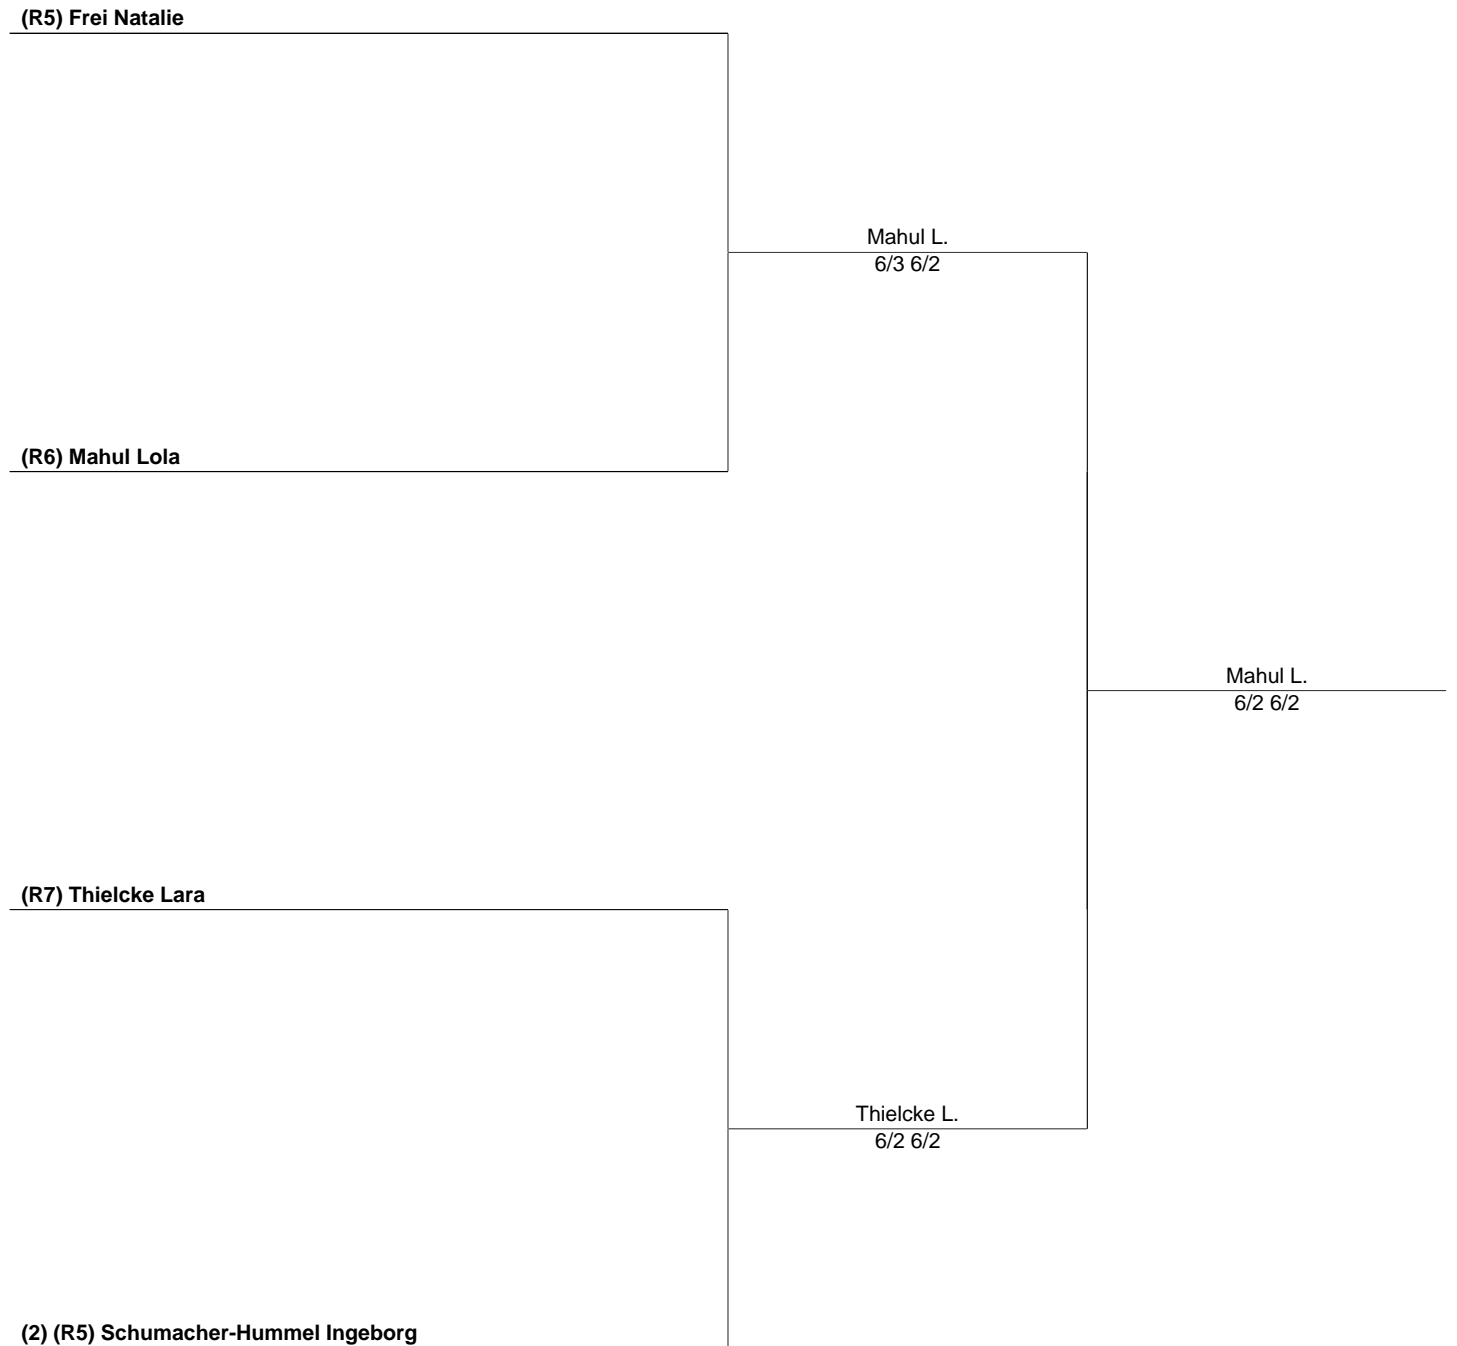 (R5) Frei Natalie
Mahul L.
6/3 6/2
(R6) Mahul Lola
Mahul L.
6/2 6/2
(R7) Thielcke Lara
Thielcke L.
6/2 6/2
(2) (R5) Schumacher-Hummel Ingeborg